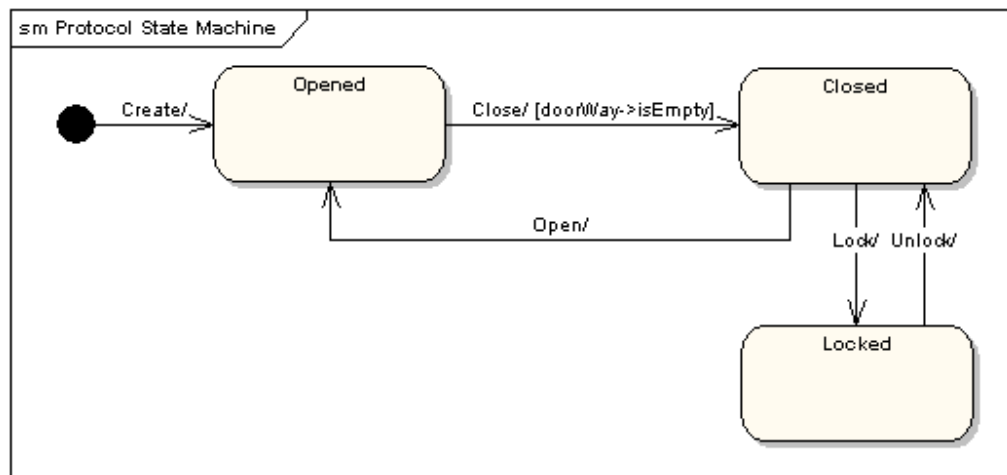 sm Protocol State Machine
Opened
Closed
Create/
Close/ [doorWay->isEmpty]
Open/
Lock/
Unlock/
Locked